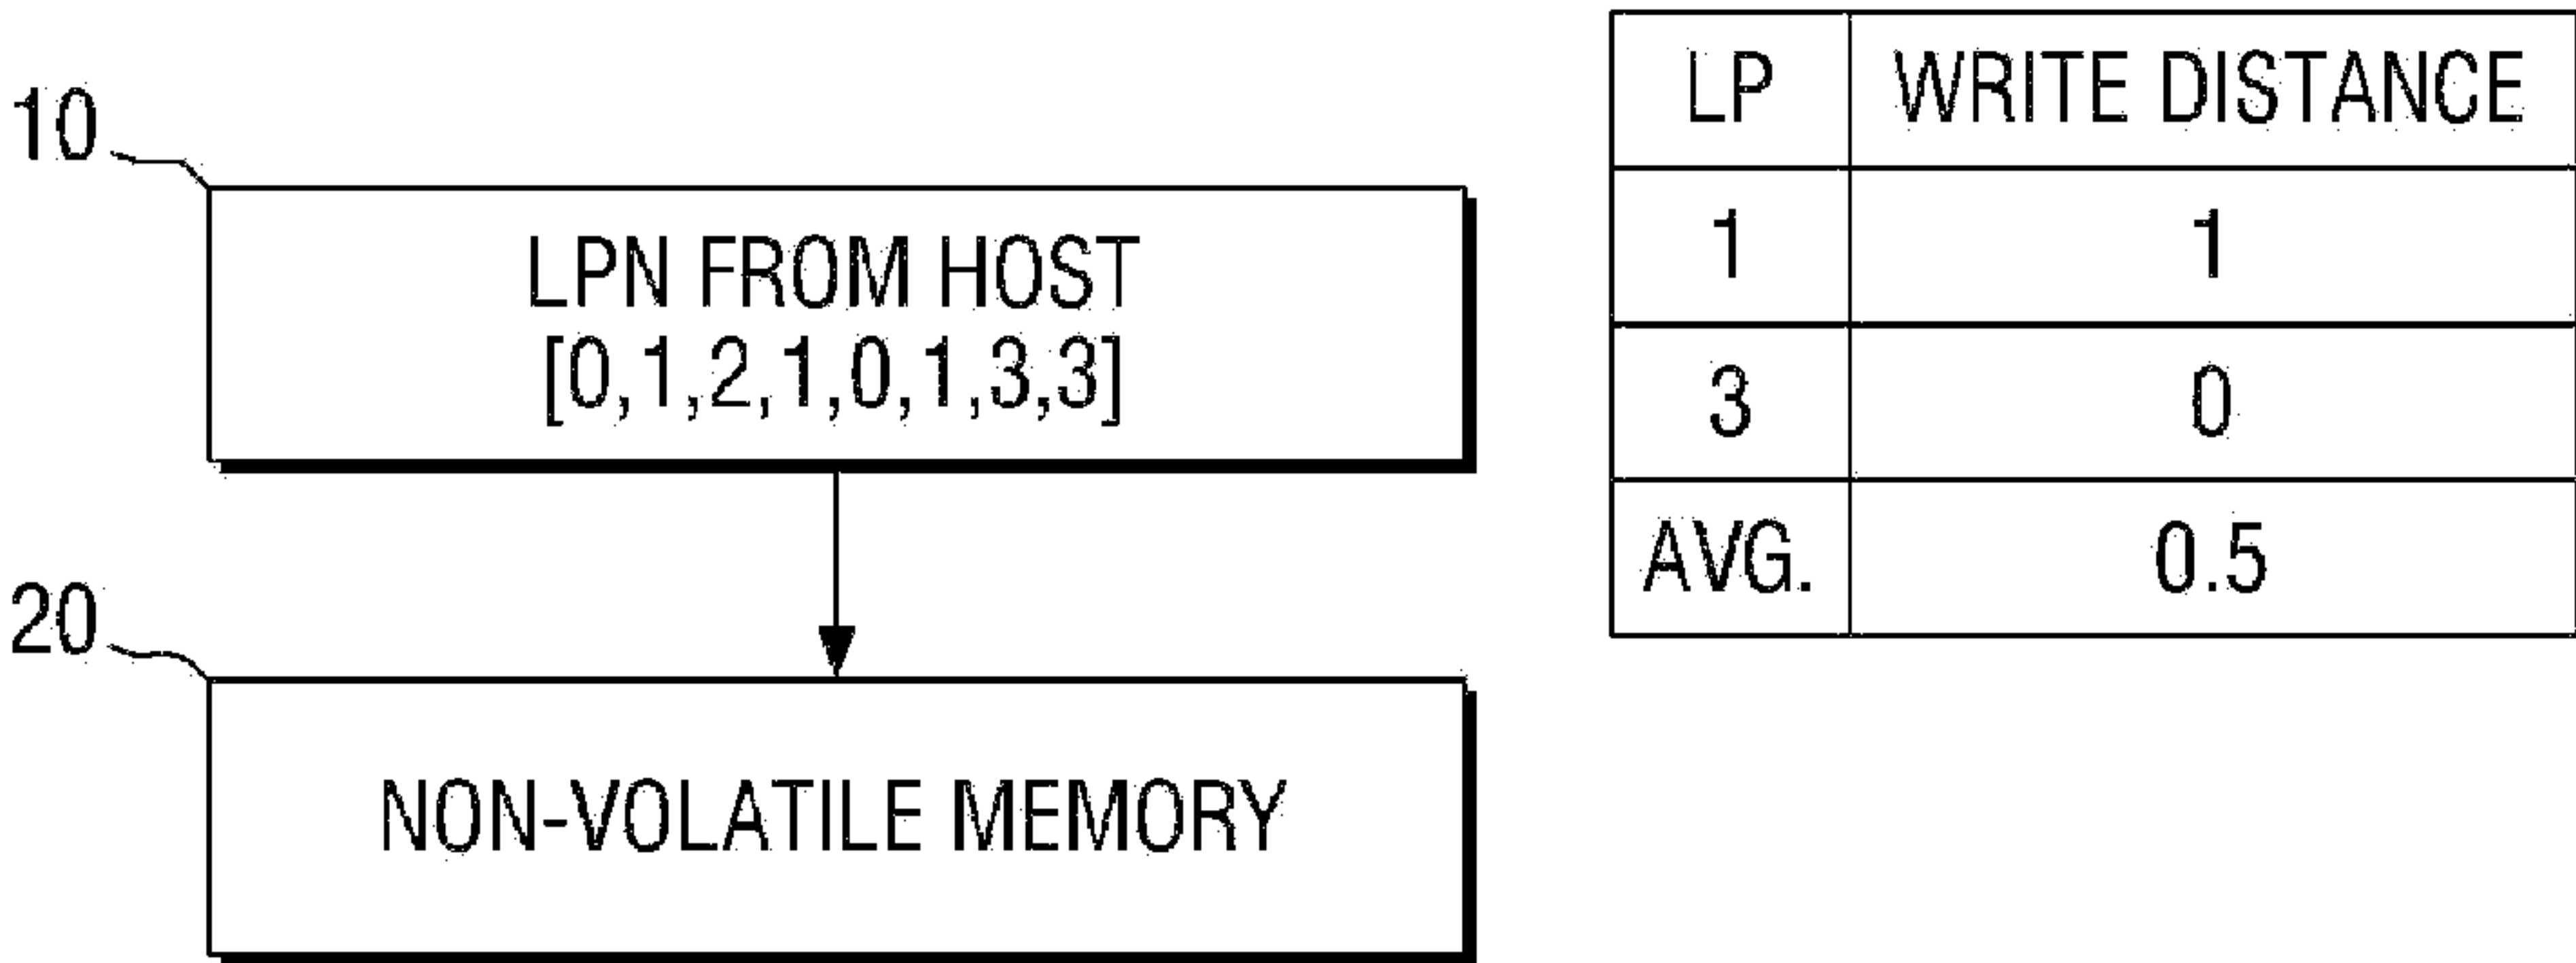 10
LPN FROM HOST
[0,1,2,1,0,1,3,3]
20
NON-VOLATILE MEMORY
LP WRITE DISTANCE
1 1
3 0
AVG. 0.5